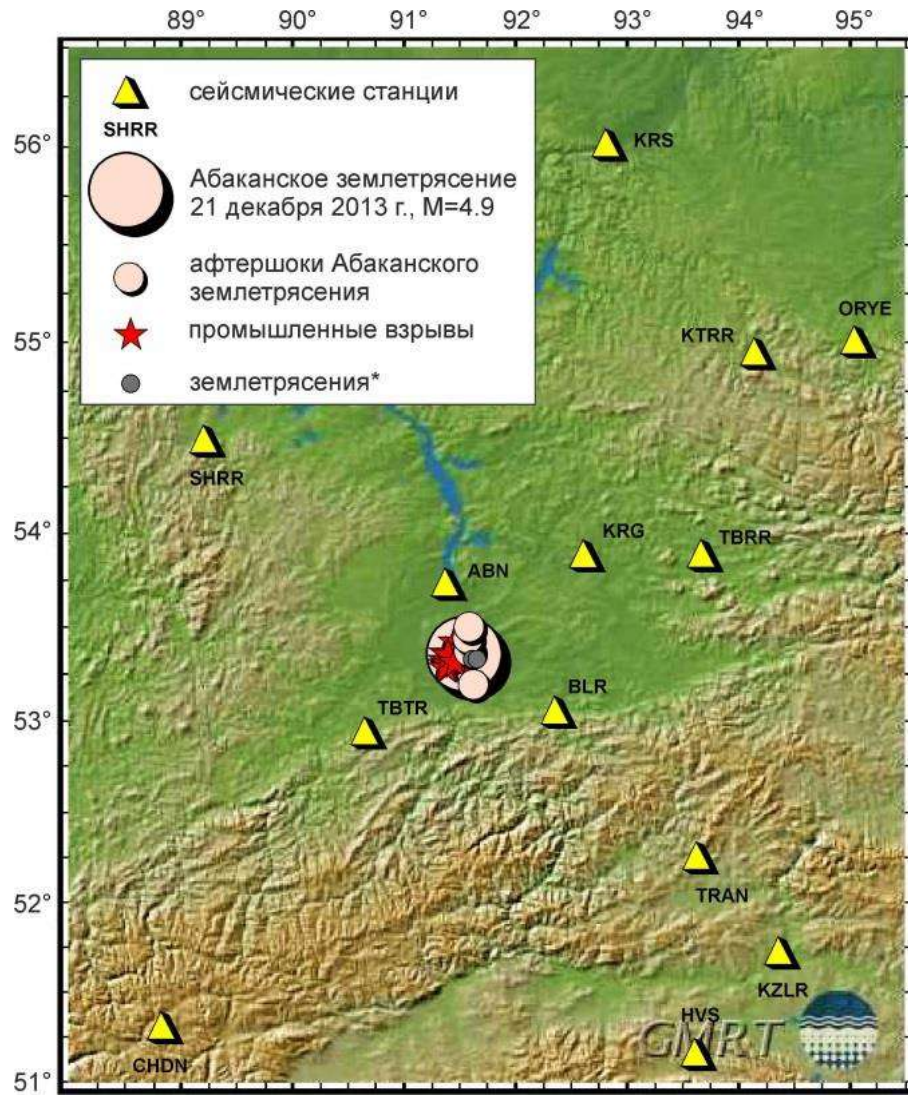 89° 90° 91° 92° 93° 94° 95°
сейсмические станции
SHRR
Абаканское землетрясение
21 декабря 2013 г., М=4.9
афтершоки Абаканского
землетрясения
промышленные взрывы
землетрясения*
56°
KRS
ORYE
55°
KTRR
SHRR
54°
KRG
TBRR
ABN
53°
TBTR
BLR
52°
TRAN
KZLR
HVS
GMRT
CHDN
51°